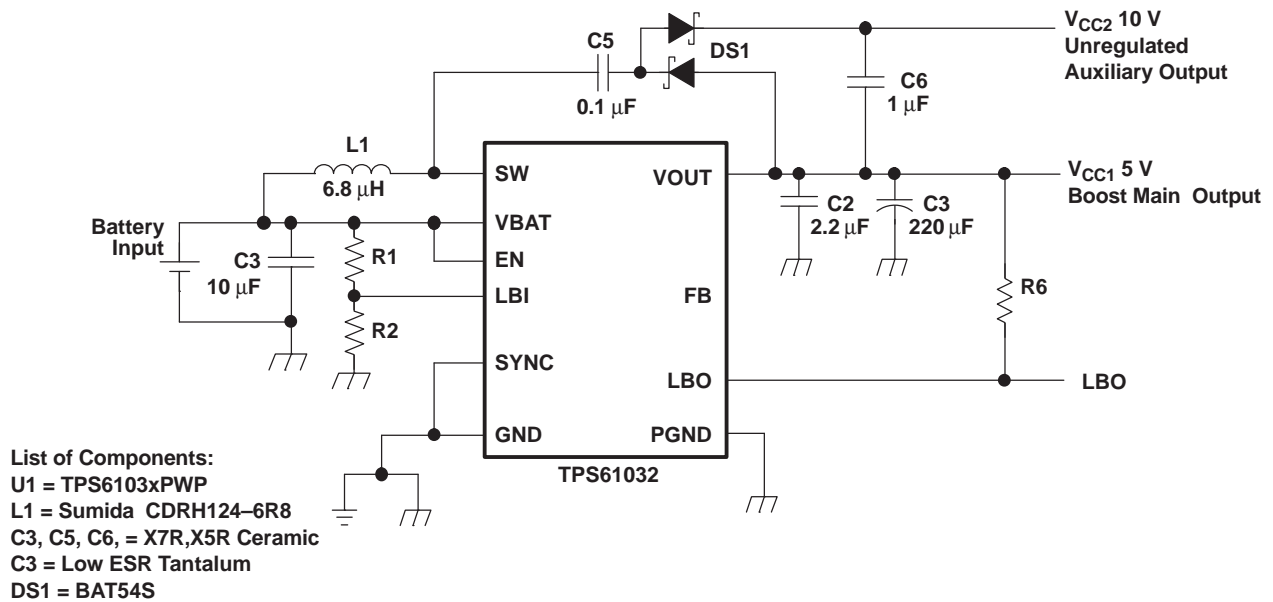 VCC2 10 V
Unregulated
Auxiliary Output
C5
0.1 μF
DS1
C6
1 μF
L1
6.8 μH
SW
VOUT
VCC1 5 V
Boost Main Output
C2
2.2 μF
C3
220 μF
Battery
Input
C3
10 μF
R1
R2
VBAT
EN
LBI
SYNC
GND
FB
LBO
PGND
R6
LBO
TPS61032
List of Components:
U1 = TPS6103xPWP
L1 = Sumida CDRH124–6R8
C3, C5, C6, = X7R,X5R Ceramic
C3 = Low ESR Tantalum
DS1 = BAT54S